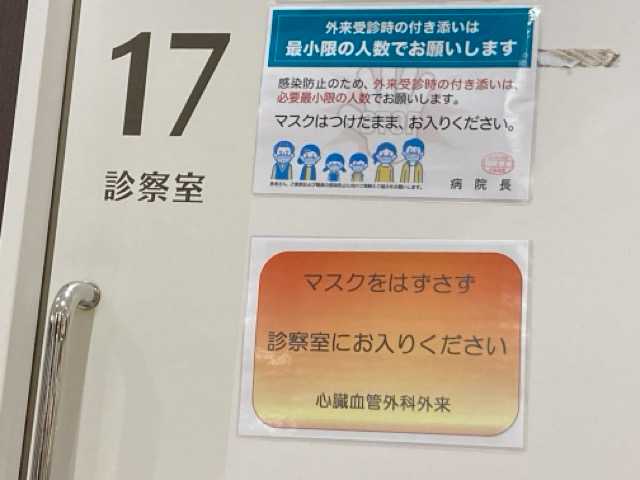 17
診察室
外来受診時の付き添いは
最小限の人数でお願いします
感染防止のため、外来受診時の付き添いは、
必要最小限の人数でお願いします。
マスクはつけたまま、お入りください。
病院長
マスクをはずさず
診察室にお入りください
心臓血管外科外来